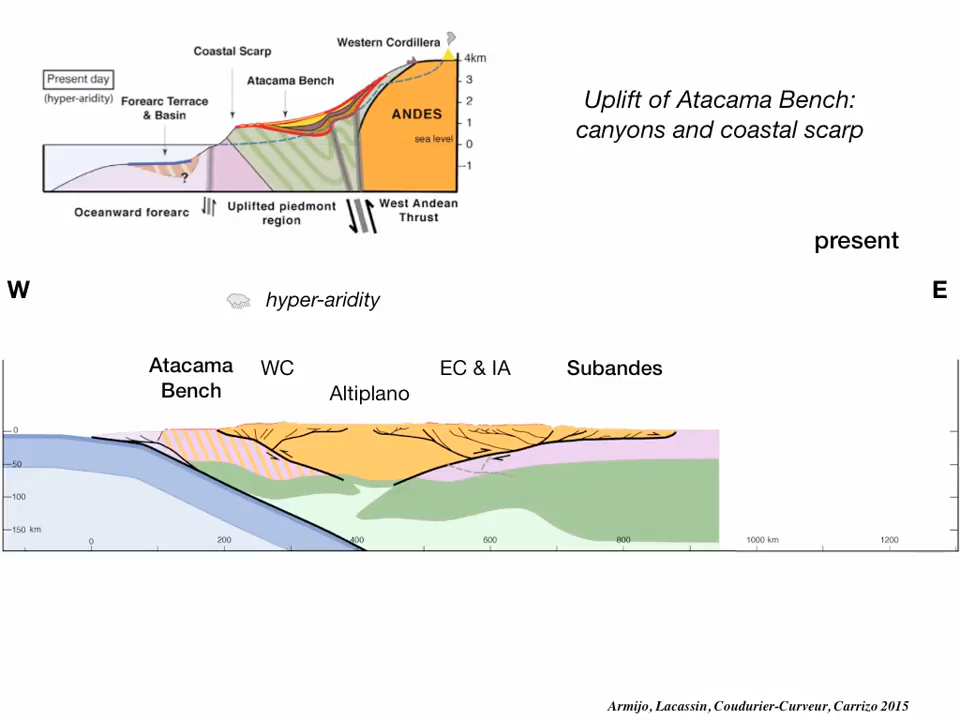 Western Cordillera
Coastal Scarp
4km
Present day
Atacama Bench
3
(hyper-aridity)
Forearc Terrace
& Basin
2
ANDES
1
sea level
0
-1
?
Oceanward forearc
Uplifted piedmont
region
West Andean
Thrust
Uplift of Atacama Bench:
canyons and coastal scarp
present
W
E
hyper-aridity
Atacama
Bench
WC
Altiplano
EC & IA
Subandes
0
50
100
150 km
0
200
400
600
800
1000 km
1200
Armijo, Lacassin, Coudurier-Curveur, Carrizo 2015